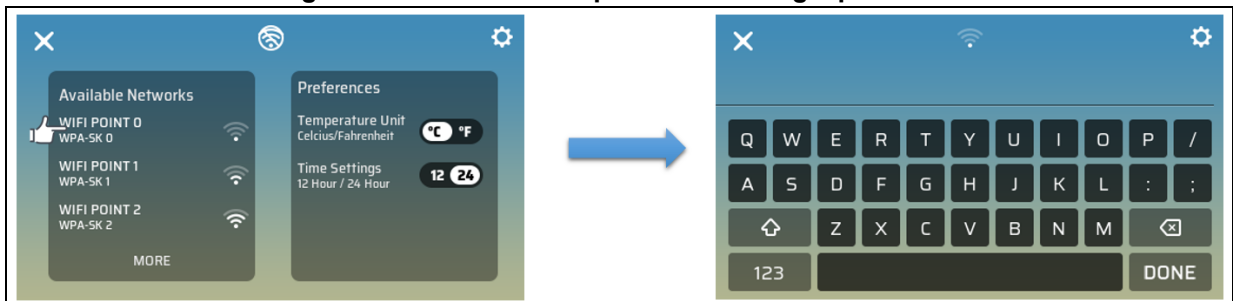 Available Networks
WIFI POINT 0
WPA-SK 0
WIFI POINT 1
WPA-SK 1
WIFI POINT 2
WPA-SK 2
MORE
Preferences
Temperature Unit
Celcius/Fahrenheit
°C °F
Time Settings
12 Hour / 24 Hour
12 24
Q W E R T Y U I O P /
A S D F G H J K L : ;
Z X C V B N M
123 DONE